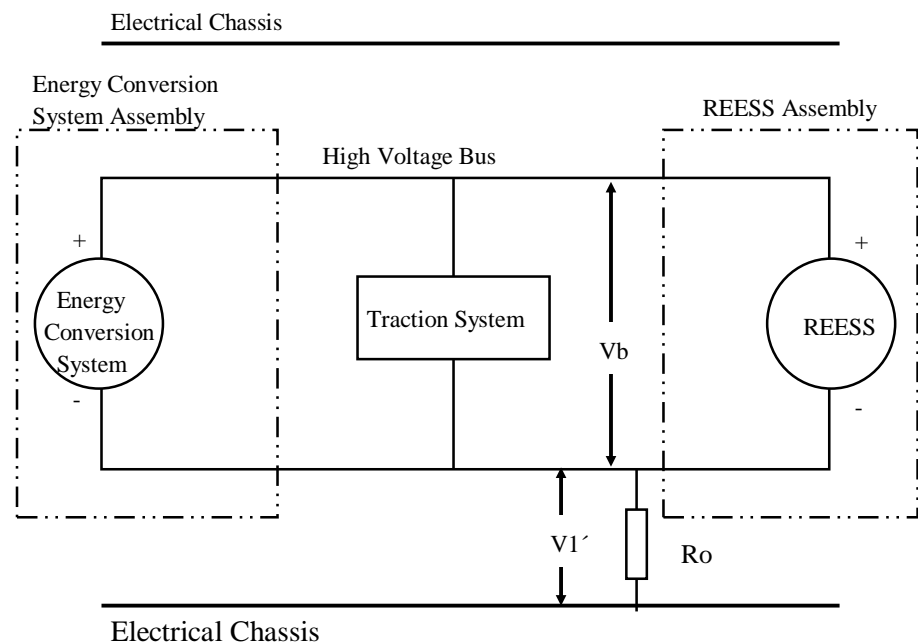 Electrical Chassis
Energy Conversion
System Assembly
REESS Assembly
High Voltage Bus
+
+
Energy
Conversion
System
Traction System
Vb
REESS
-
-
V1´
Ro
Electrical Chassis